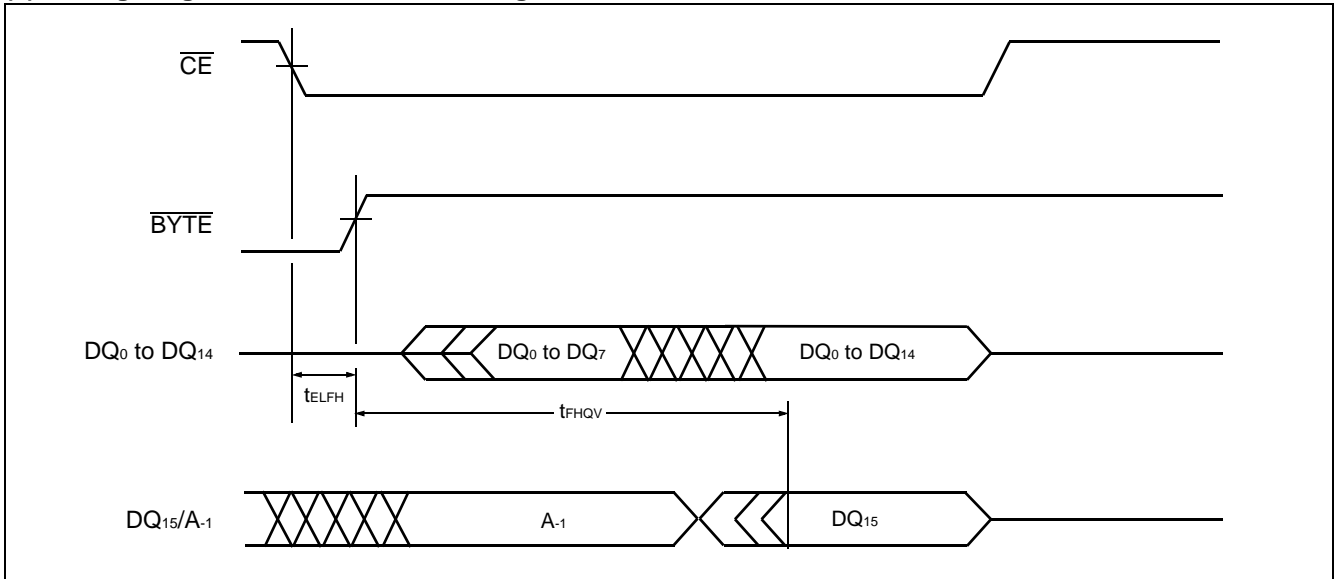 CE
BYTE
DQ0 to DQ14
DQ0 to DQ7
DQ0 to DQ14
tELFH
tFHQV
DQ15/A-1
A-1
DQ15